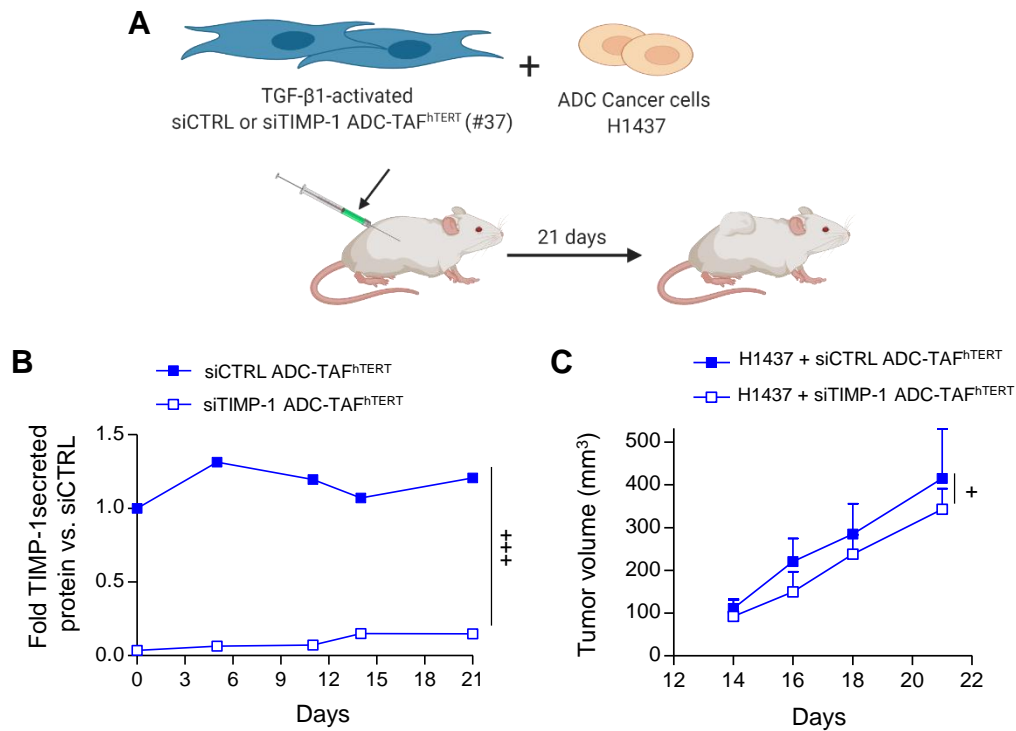 A
+
TGF-β1-activated
siCTRL or siTIMP-1 ADC-TAFhTERT (#37)
ADC Cancer cells
H1437
21 days
B
siCTRL ADC-TAFhTERT
siTIMP-1 ADC-TAFhTERT
Fold TIMP-1secreted
protein vs. siCTRL
1.5
1.0
0.5
0.0
+++
0 3 6 9 12 15 18 21
Days
C
H1437 + siCTRL ADC-TAFhTERT
H1437 + siTIMP-1 ADC-TAFhTERT
Tumor volume (mm3)
500
400
300
200
100
0
+
12 14 16 18 20 22
Days